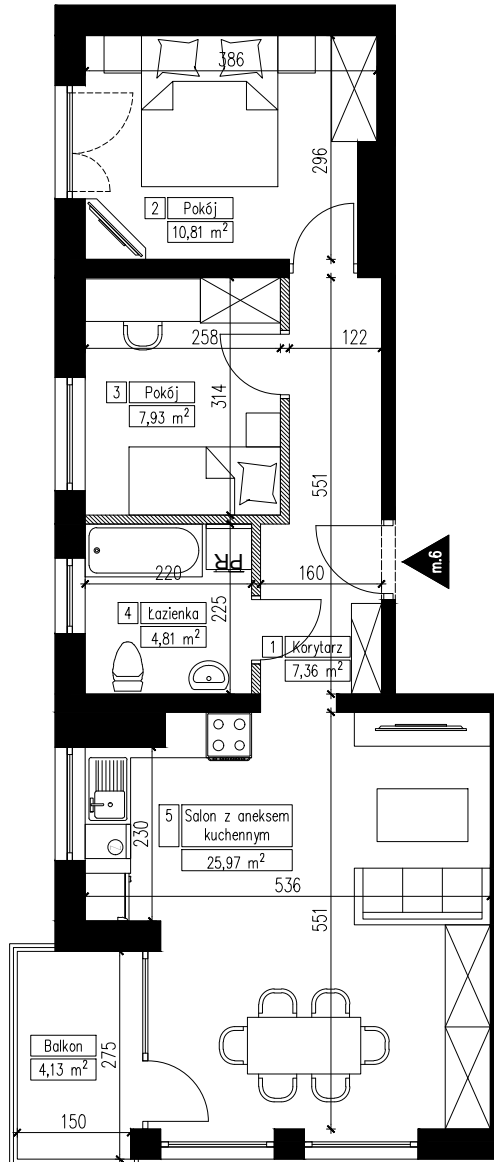 386
296
2 Pokój
10,81 m²
258
122
3 Pokój
7,93 m²
314
551
m.6
PR
220
160
225
4 Łazienka
4,81 m²
1 Korytarz
7,36 m²
5 Salon z aneksem
kuchennym
25,97 m²
230
536
551
Balkon
4,13 m²
275
150